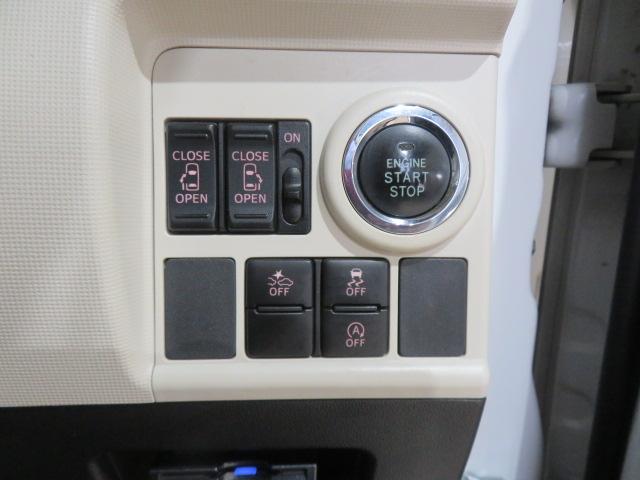 CLOSE
OPEN
CLOSE
OPEN
ON
ENGINE
START
STOP
OFF
OFF
A
OFF